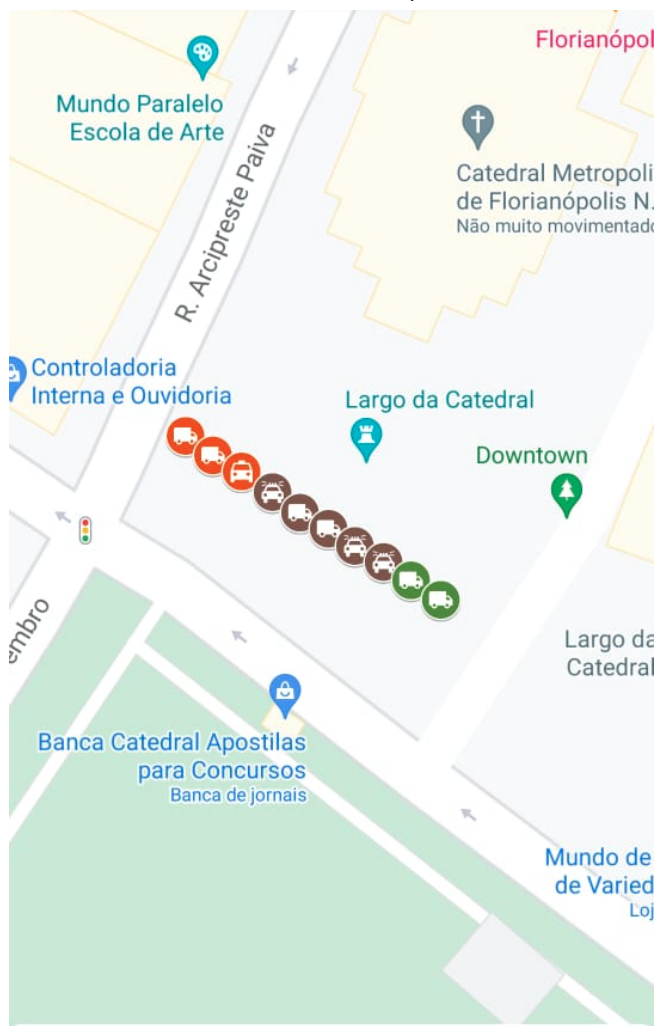 Florianópol
Mundo Paralelo
Escola de Arte
R. Arcipreste Paiva
Catedral Metropoli
de Florianópolis N.
Não muito movimentado
Controladoria
Interna e Ouvidoria
Largo da Catedral
Downtown
embro
Largo da
Catedral
Banca Catedral Apostilas
para Concursos
Banca de jornais
Mundo de
de Varied
Loj